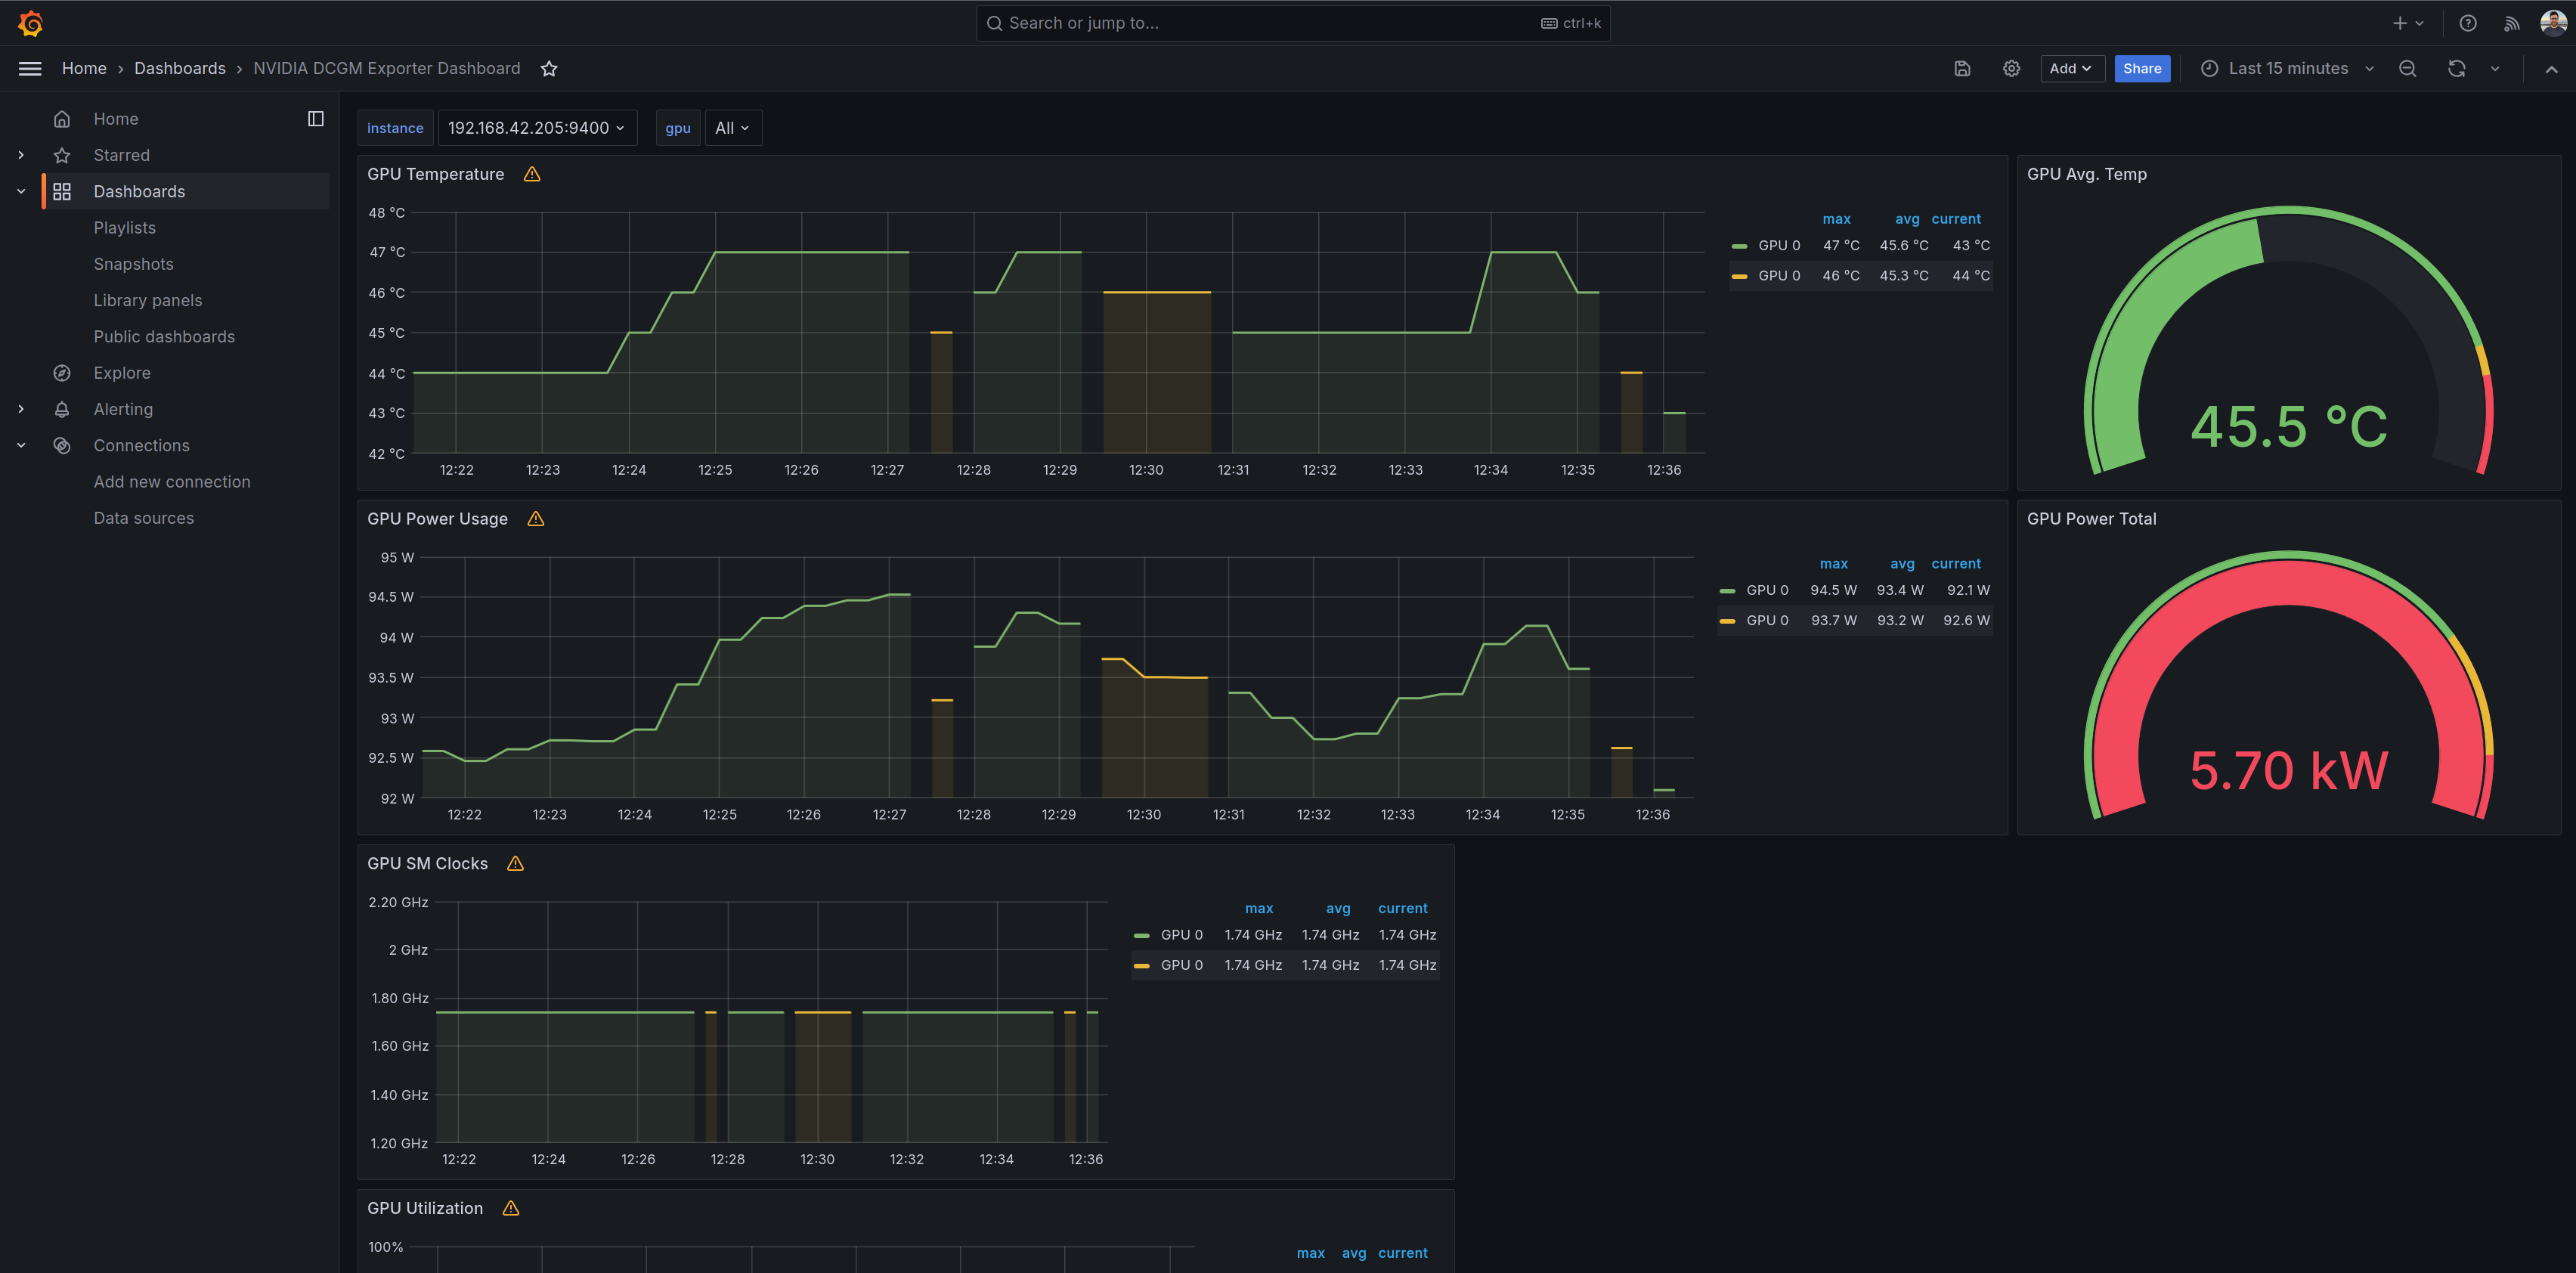 Search or jump to...
ctrl+k
Home › Dashboards › NVIDIA DCGM Exporter Dashboard
Add
Share
Last 15 minutes
Home
Starred
Dashboards
Playlists
Snapshots
Library panels
Public dashboards
Explore
Alerting
Connections
Add new connection
Data sources
instance 192.168.42.205:9400 gpu All
GPU Temperature
48 °C
47 °C
46 °C
45 °C
44 °C
43 °C
42 °C
12:22 12:23 12:24 12:25 12:26 12:27 12:28 12:29 12:30 12:31 12:32 12:33 12:34 12:35 12:36
max avg current
GPU 0 47 °C 45.6 °C 43 °C
GPU 0 46 °C 45.3 °C 44 °C
GPU Avg. Temp
45.5 °C
GPU Power Usage
95 W
94.5 W
94 W
93.5 W
93 W
92.5 W
92 W
12:22 12:23 12:24 12:25 12:26 12:27 12:28 12:29 12:30 12:31 12:32 12:33 12:34 12:35 12:36
max avg current
GPU 0 94.5 W 93.4 W 92.1 W
GPU 0 93.7 W 93.2 W 92.6 W
GPU Power Total
5.70 kW
GPU SM Clocks
2.20 GHz
2 GHz
1.80 GHz
1.60 GHz
1.40 GHz
1.20 GHz
12:22 12:24 12:26 12:28 12:30 12:32 12:34 12:36
max avg current
GPU 0 1.74 GHz 1.74 GHz 1.74 GHz
GPU 0 1.74 GHz 1.74 GHz 1.74 GHz
GPU Utilization
100%
max avg current